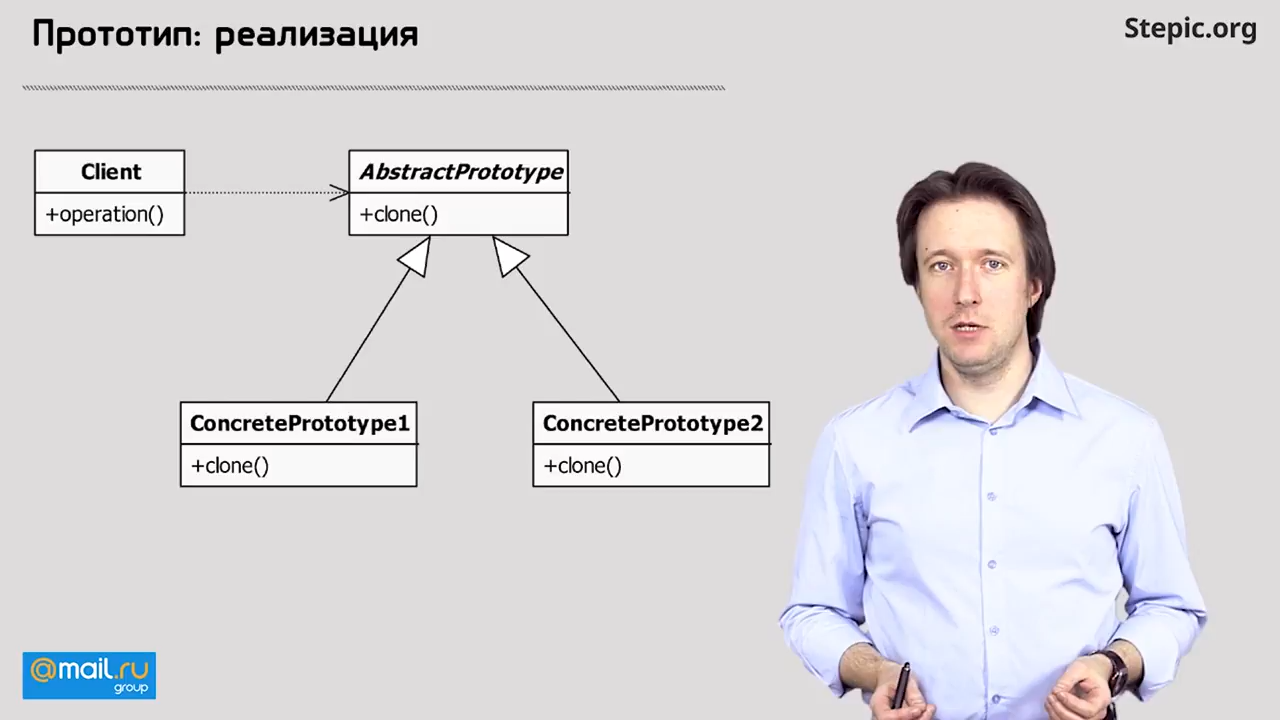 Прототип: реализация
Stepic.org
Client
+operation()
AbstractPrototype
+clone()
ConcretePrototype1
+clone()
ConcretePrototype2
+clone()
@mail.ru
group